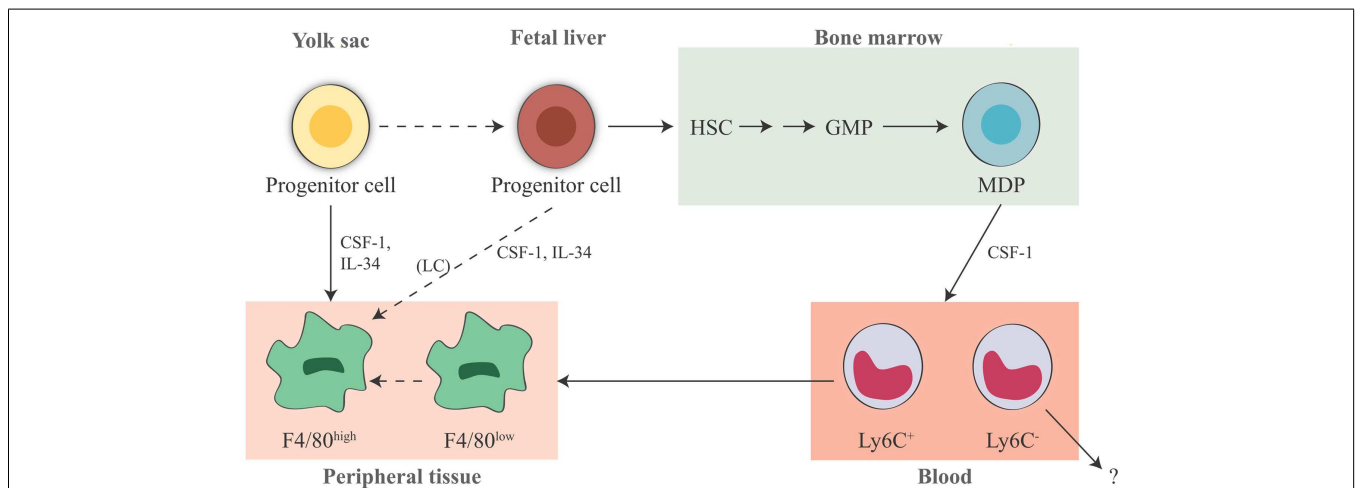 Yolk sac
Fetal liver
Bone marrow
HSC
GMP
Progenitor cell
Progenitor cell
MDP
CSF-1,
IL-34
(LC)
CSF-1, IL-34
CSF-1
F4/80high
F4/80low
Ly6C+
Ly6C-
Peripheral tissue
Blood
?